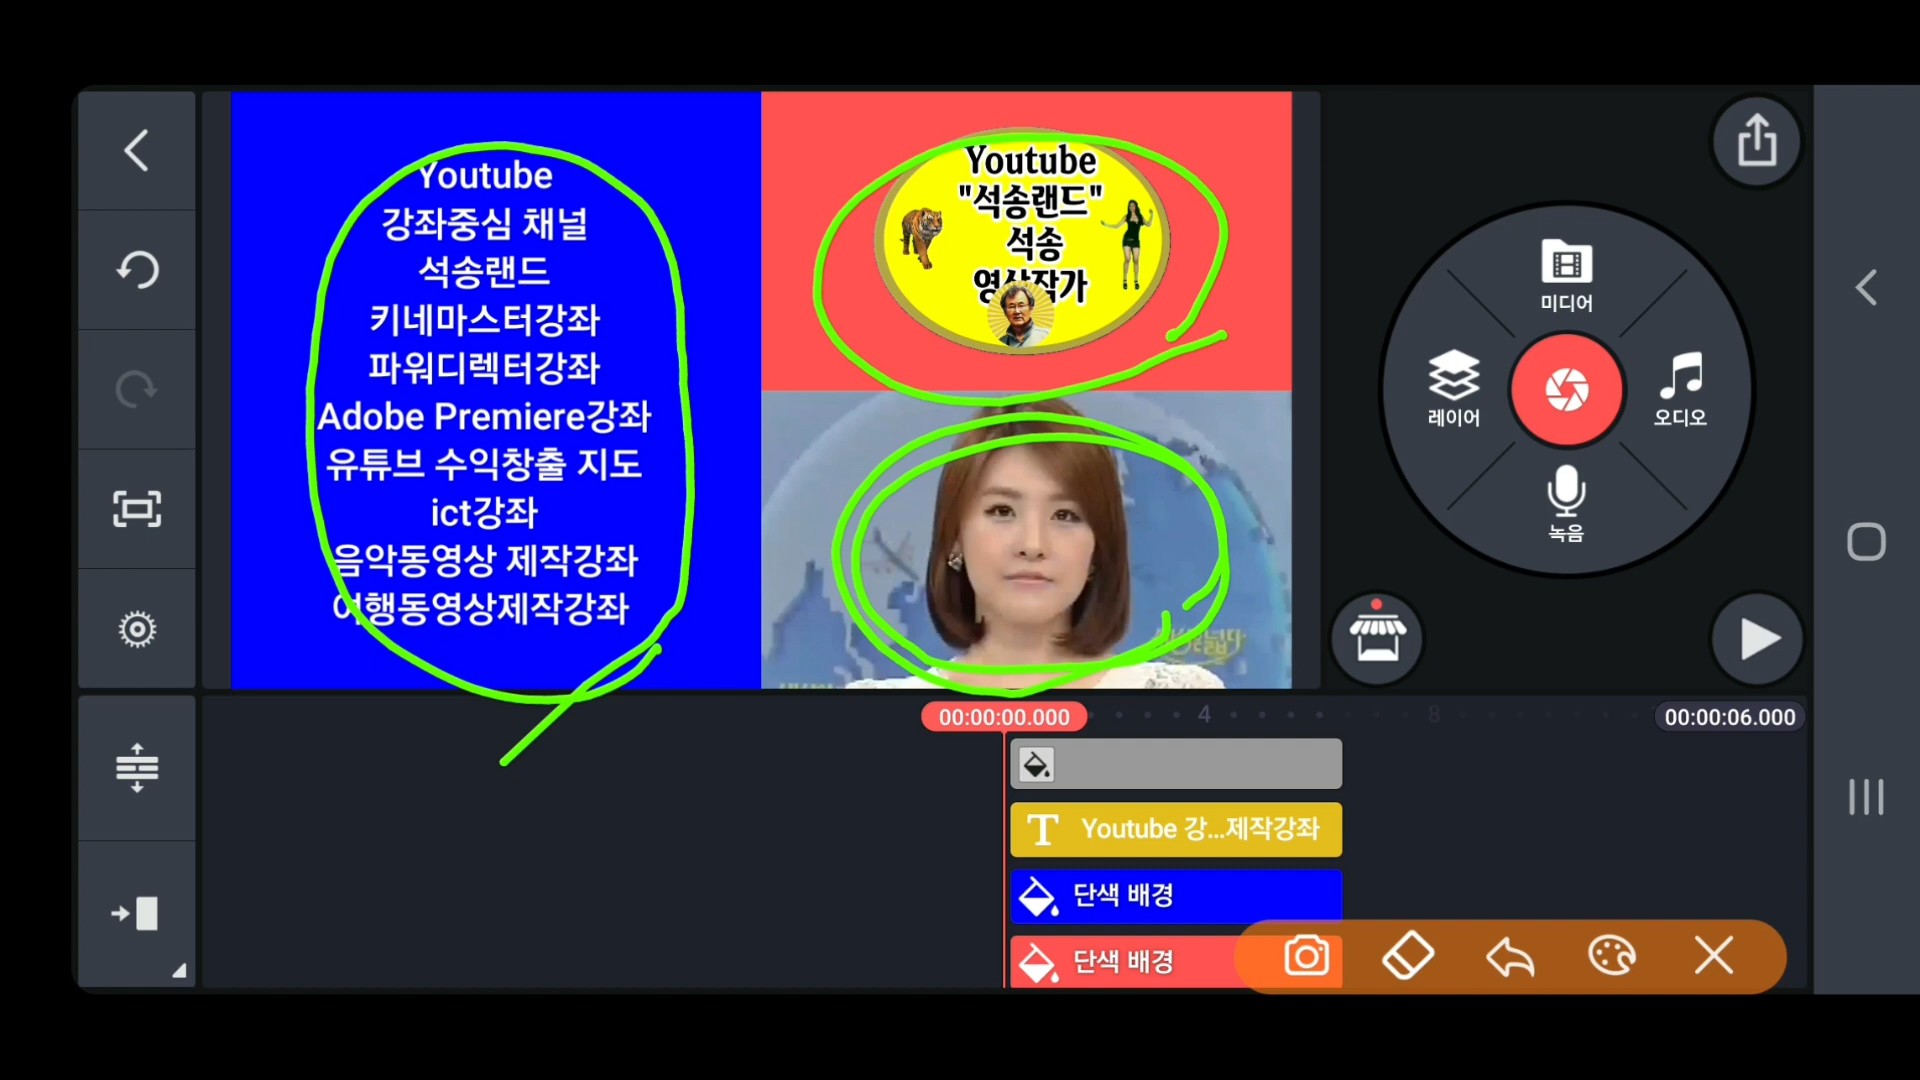 Youtube
강좌중심 채널
석송랜드
키네마스터강좌
파워디렉터강좌
Adobe Premiere강좌
유튜브 수익창출 지도
ict강좌
음악동영상 제작강좌
여행동영상제작강좌
Youtube
"석송랜드"
석송
영상작가
미디어
레이어
오디오
녹음
00:00:00.000
4
8
00:00:06.000
T Youtube 강...제작강좌
단색 배경
단색 배경